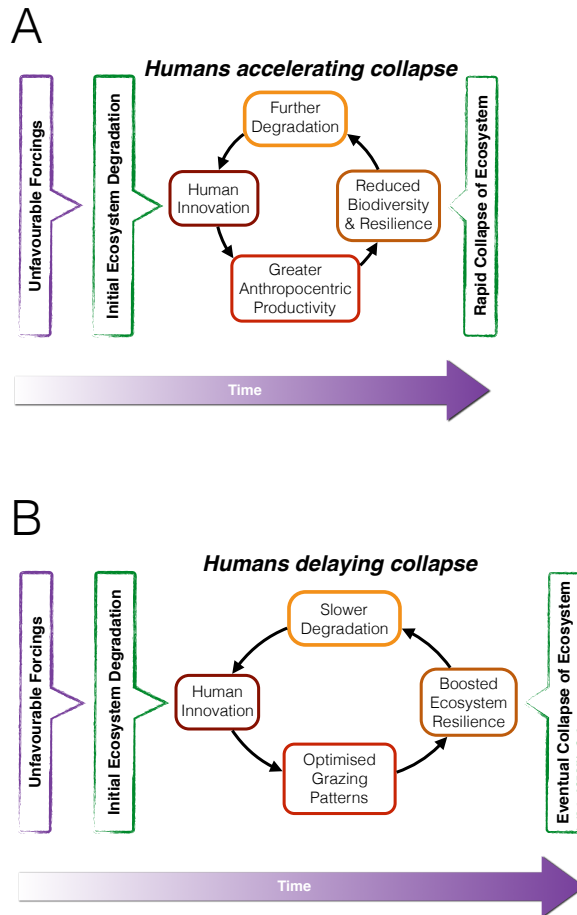 A
Humans accelerating collapse
Unfavourable Forcings
Initial Ecosystem Degradation
Further
Degradation
Human
Innovation
Reduced
Biodiversity
& Resilience
Greater
Anthropocentric
Productivity
Rapid Collapse of Ecosystem
Time
B
Humans delaying collapse
Unfavourable Forcings
Initial Ecosystem Degradation
Slower
Degradation
Human
Innovation
Boosted
Ecosystem
Resilience
Optimised
Grazing
Patterns
Eventual Collapse of Ecosystem
Time